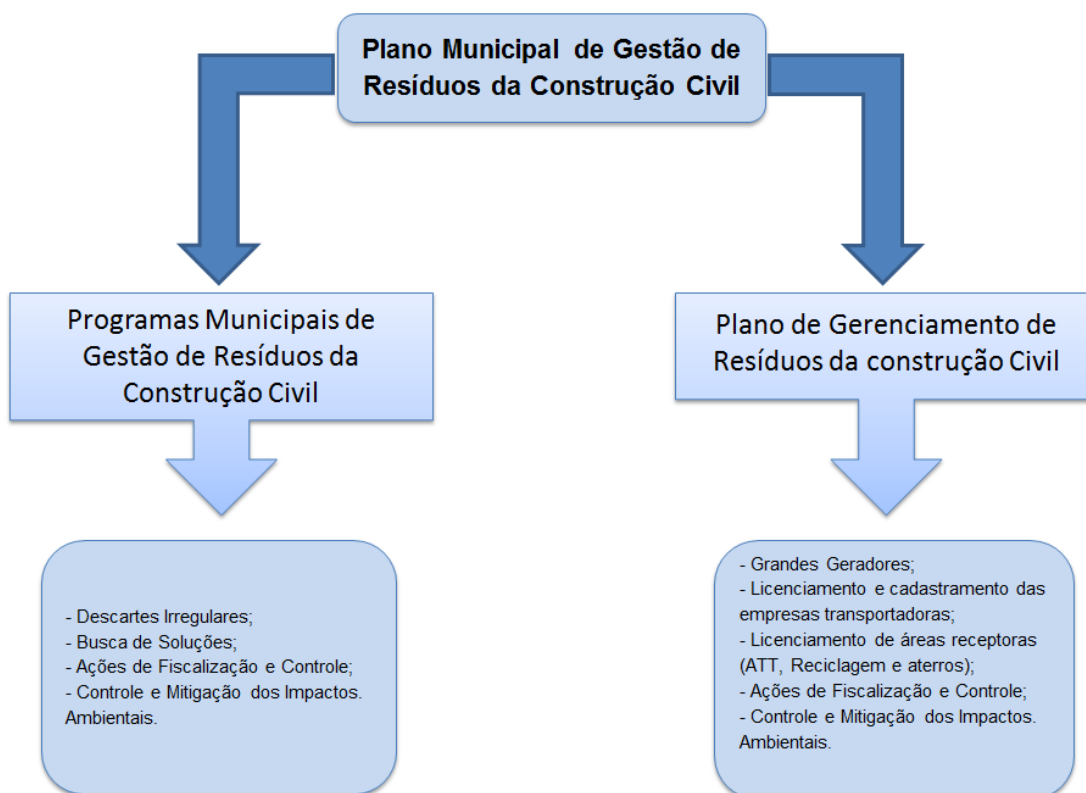 Plano Municipal de Gestão de
Resíduos da Construção Civil
Programas Municipais de
Gestão de Resíduos da
Construção Civil
Plano de Gerenciamento de
Resíduos da construção Civil
- Descartes Irregulares;
- Busca de Soluções;
- Ações de Fiscalização e Controle;
- Controle e Mitigação dos Impactos.
Ambientais.
- Grandes Geradores;
- Licenciamento e cadastramento das
empresas transportadoras;
- Licenciamento de áreas receptoras
(ATT, Reciclagem e aterros);
- Ações de Fiscalização e Controle;
- Controle e Mitigação dos Impactos.
Ambientais.